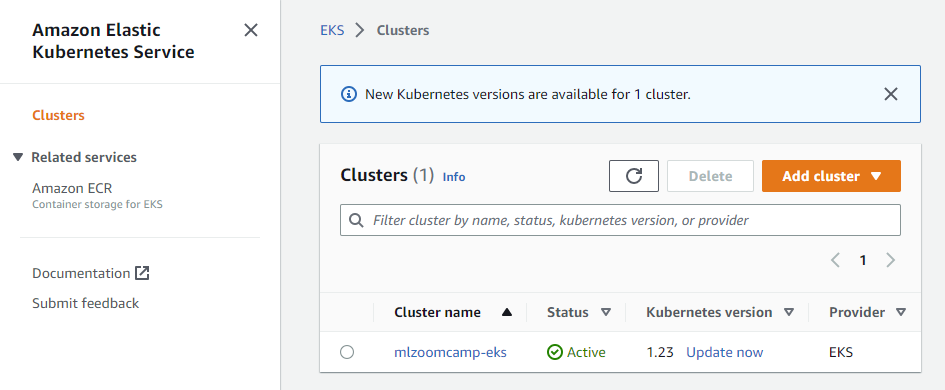 Amazon Elastic
Kubernetes Service
Clusters
Related services
Amazon ECR
Container storage for EKS
Documentation
Submit feedback
EKS Clusters
New Kubernetes versions are available for 1 cluster.
Clusters (1) Info Delete Add cluster
Filter cluster by name, status, kubernetes version, or provider
1
Cluster name Status Kubernetes version Provider
mlzoomcamp-eks Active 1.23 Update now EKS